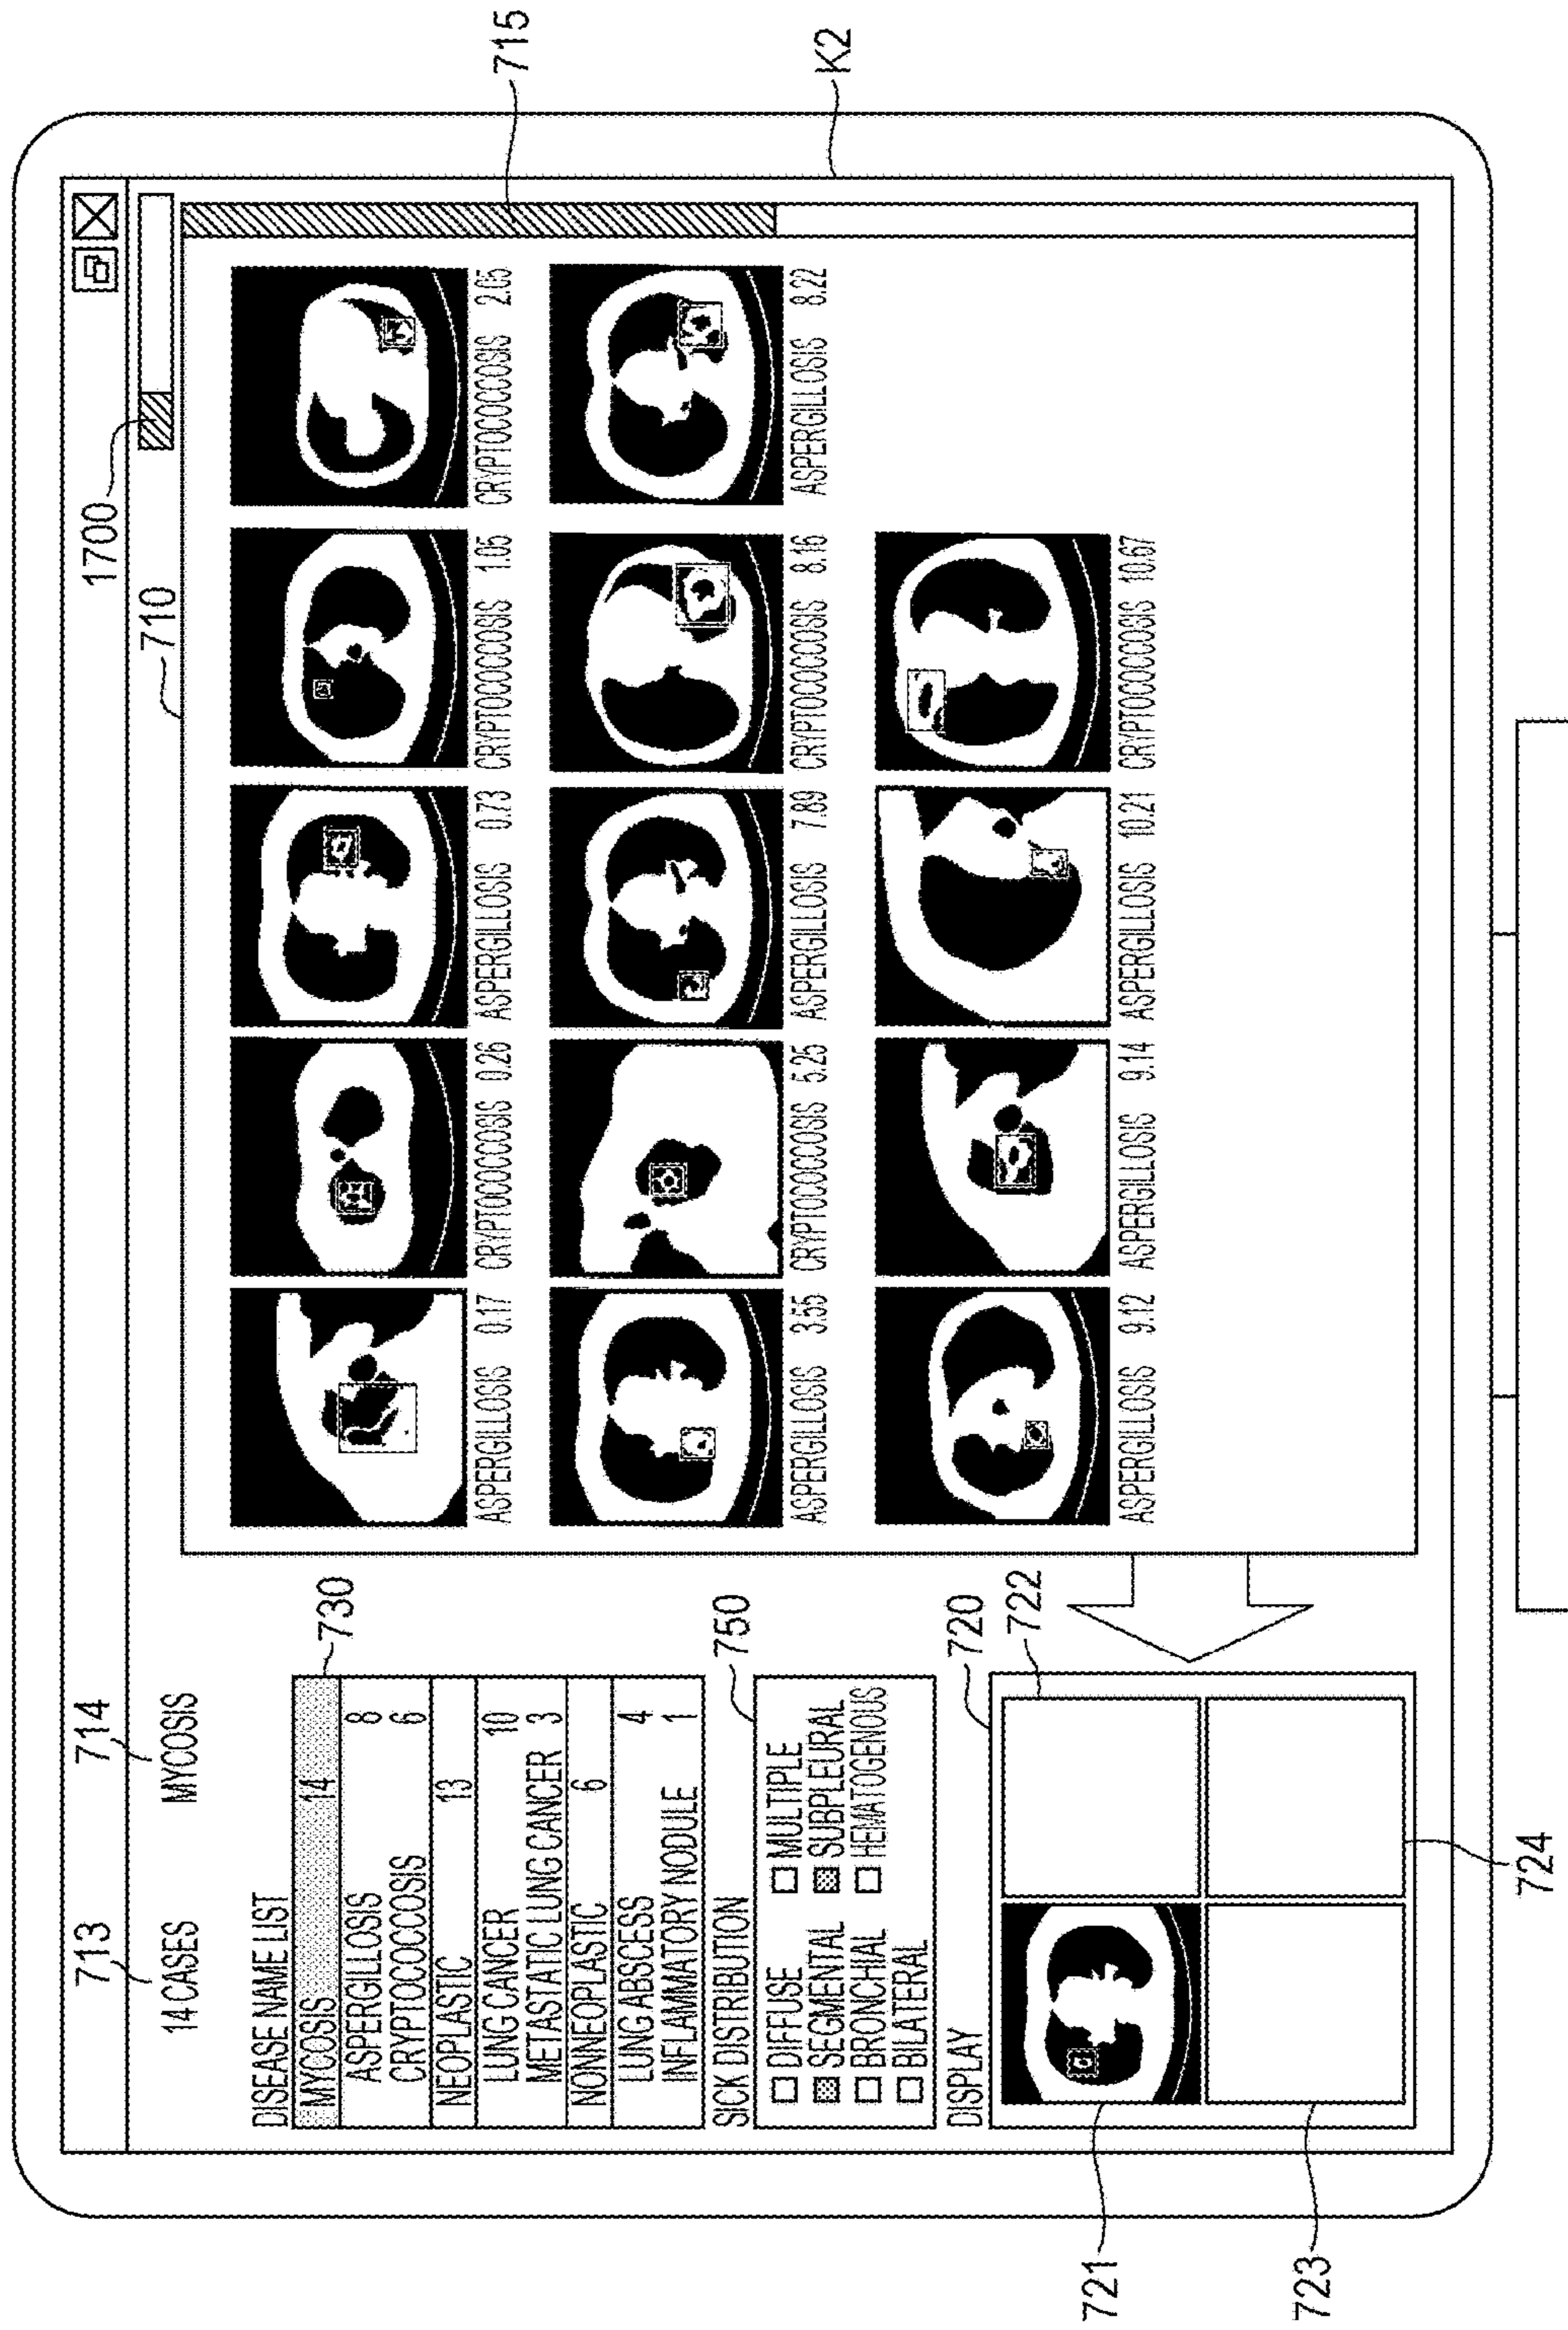 713
714
1700
14 CASES MYCOSIS
710
715
DISEASE NAME LIST
730
MYCOSIS 14
ASPERGILLOSIS 8
CRYPTOCOCCOSIS 6
NEOPLASTIC 13
LUNG CANCER 10
METASTATIC LUNG CANCER 3
NONNEOPLASTIC 6
LUNG ABSCESS 4
INFLAMMATORY NODULE 1
SICK DISTRIBUTION
750
DIFFUSE MULTIPLE
SEGMENTAL SUBPLEURAL
BRONCHIAL HEMATOGENOUS
BILATERAL
DISPLAY
720
722
721
723
724
ASPERGILLOSIS 0.17 CRYPTOCOCCOSIS 0.26 ASPERGILLOSIS 0.73 CRYPTOCOCCOSIS 1.05 CRYPTOCOCCOSIS 2.05
ASPERGILLOSIS 3.55 CRYPTOCOCCOSIS 5.25 ASPERGILLOSIS 7.89 CRYPTOCOCCOSIS 8.16 ASPERGILLOSIS 8.22
ASPERGILLOSIS 9.12 ASPERGILLOSIS 9.14 ASPERGILLOSIS 10.21 CRYPTOCOCCOSIS 10.67
K2